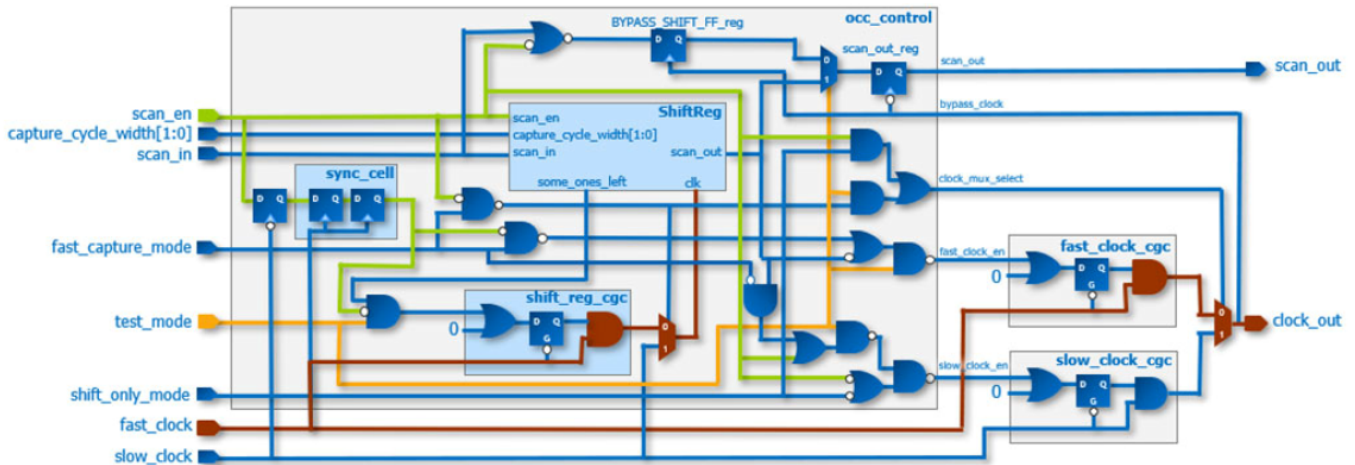 occ_control
BYPASS_SHIFT_FF_reg
D Q
D Q
0
1
scan_out_reg
scan_out
scan_out
bypass_clock
scan_en
capture_cycle_width[1:0]
scan_in
ShiftReg
scan_en
capture_cycle_width[1:0]
scan_in
scan_out
some_ones_left
clk
sync_cell
D Q
D Q
D Q
clock_mux_select
fast_capture_mode
fast_clock_en
fast_clock_cgc
0
D Q
G
test_mode
shift_reg_cgc
0
D Q
G
0
1
0
1
clock_out
shift_only_mode
slow_clock_en
slow_clock_cgc
0
D Q
G
fast_clock
slow_clock